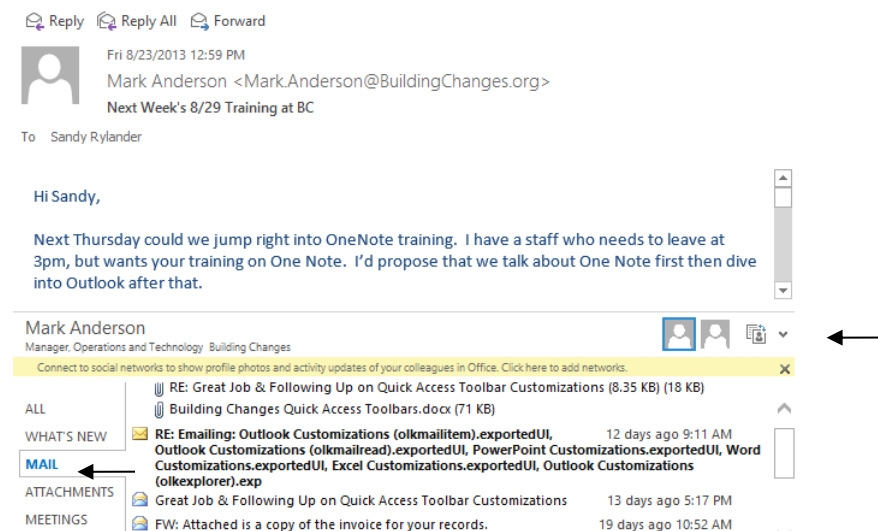 Reply Reply All Forward
Fri 8/23/2013 12:59 PM
Mark Anderson <Mark.Anderson@BuildingChanges.org>
Next Week's 8/29 Training at BC
To Sandy Rylander
Hi Sandy,
Next Thursday could we jump right into OneNote training. I have a staff who needs to leave at
3pm, but wants your training on One Note. I'd propose that we talk about One Note first then dive
into Outlook after that.
Mark Anderson
Manager, Operations and Technology Building Changes
Connect to social networks to show profile photos and activity updates of your colleagues in Office. Click here to add networks.
RE: Great Job & Following Up on Quick Access Toolbar Customizations (8.35 KB) (18 KB)
ALL
Building Changes Quick Access Toolbars.docx (71 KB)
WHAT'S NEW
RE: Emailing: Outlook Customizations (olkmailitem).exportedUI, 12 days ago 9:11 AM
Outlook Customizations (olkmailread).exportedUI, PowerPoint Customizations.exportedUI, Word
MAIL
Customizations.exportedUI, Excel Customizations.exportedUI, Outlook Customizations
(olkexplorer).exp
ATTACHMENTS
Great Job & Following Up on Quick Access Toolbar Customizations 13 days ago 5:17 PM
MEETINGS
FW: Attached is a copy of the invoice for your records. 19 days ago 10:52 AM